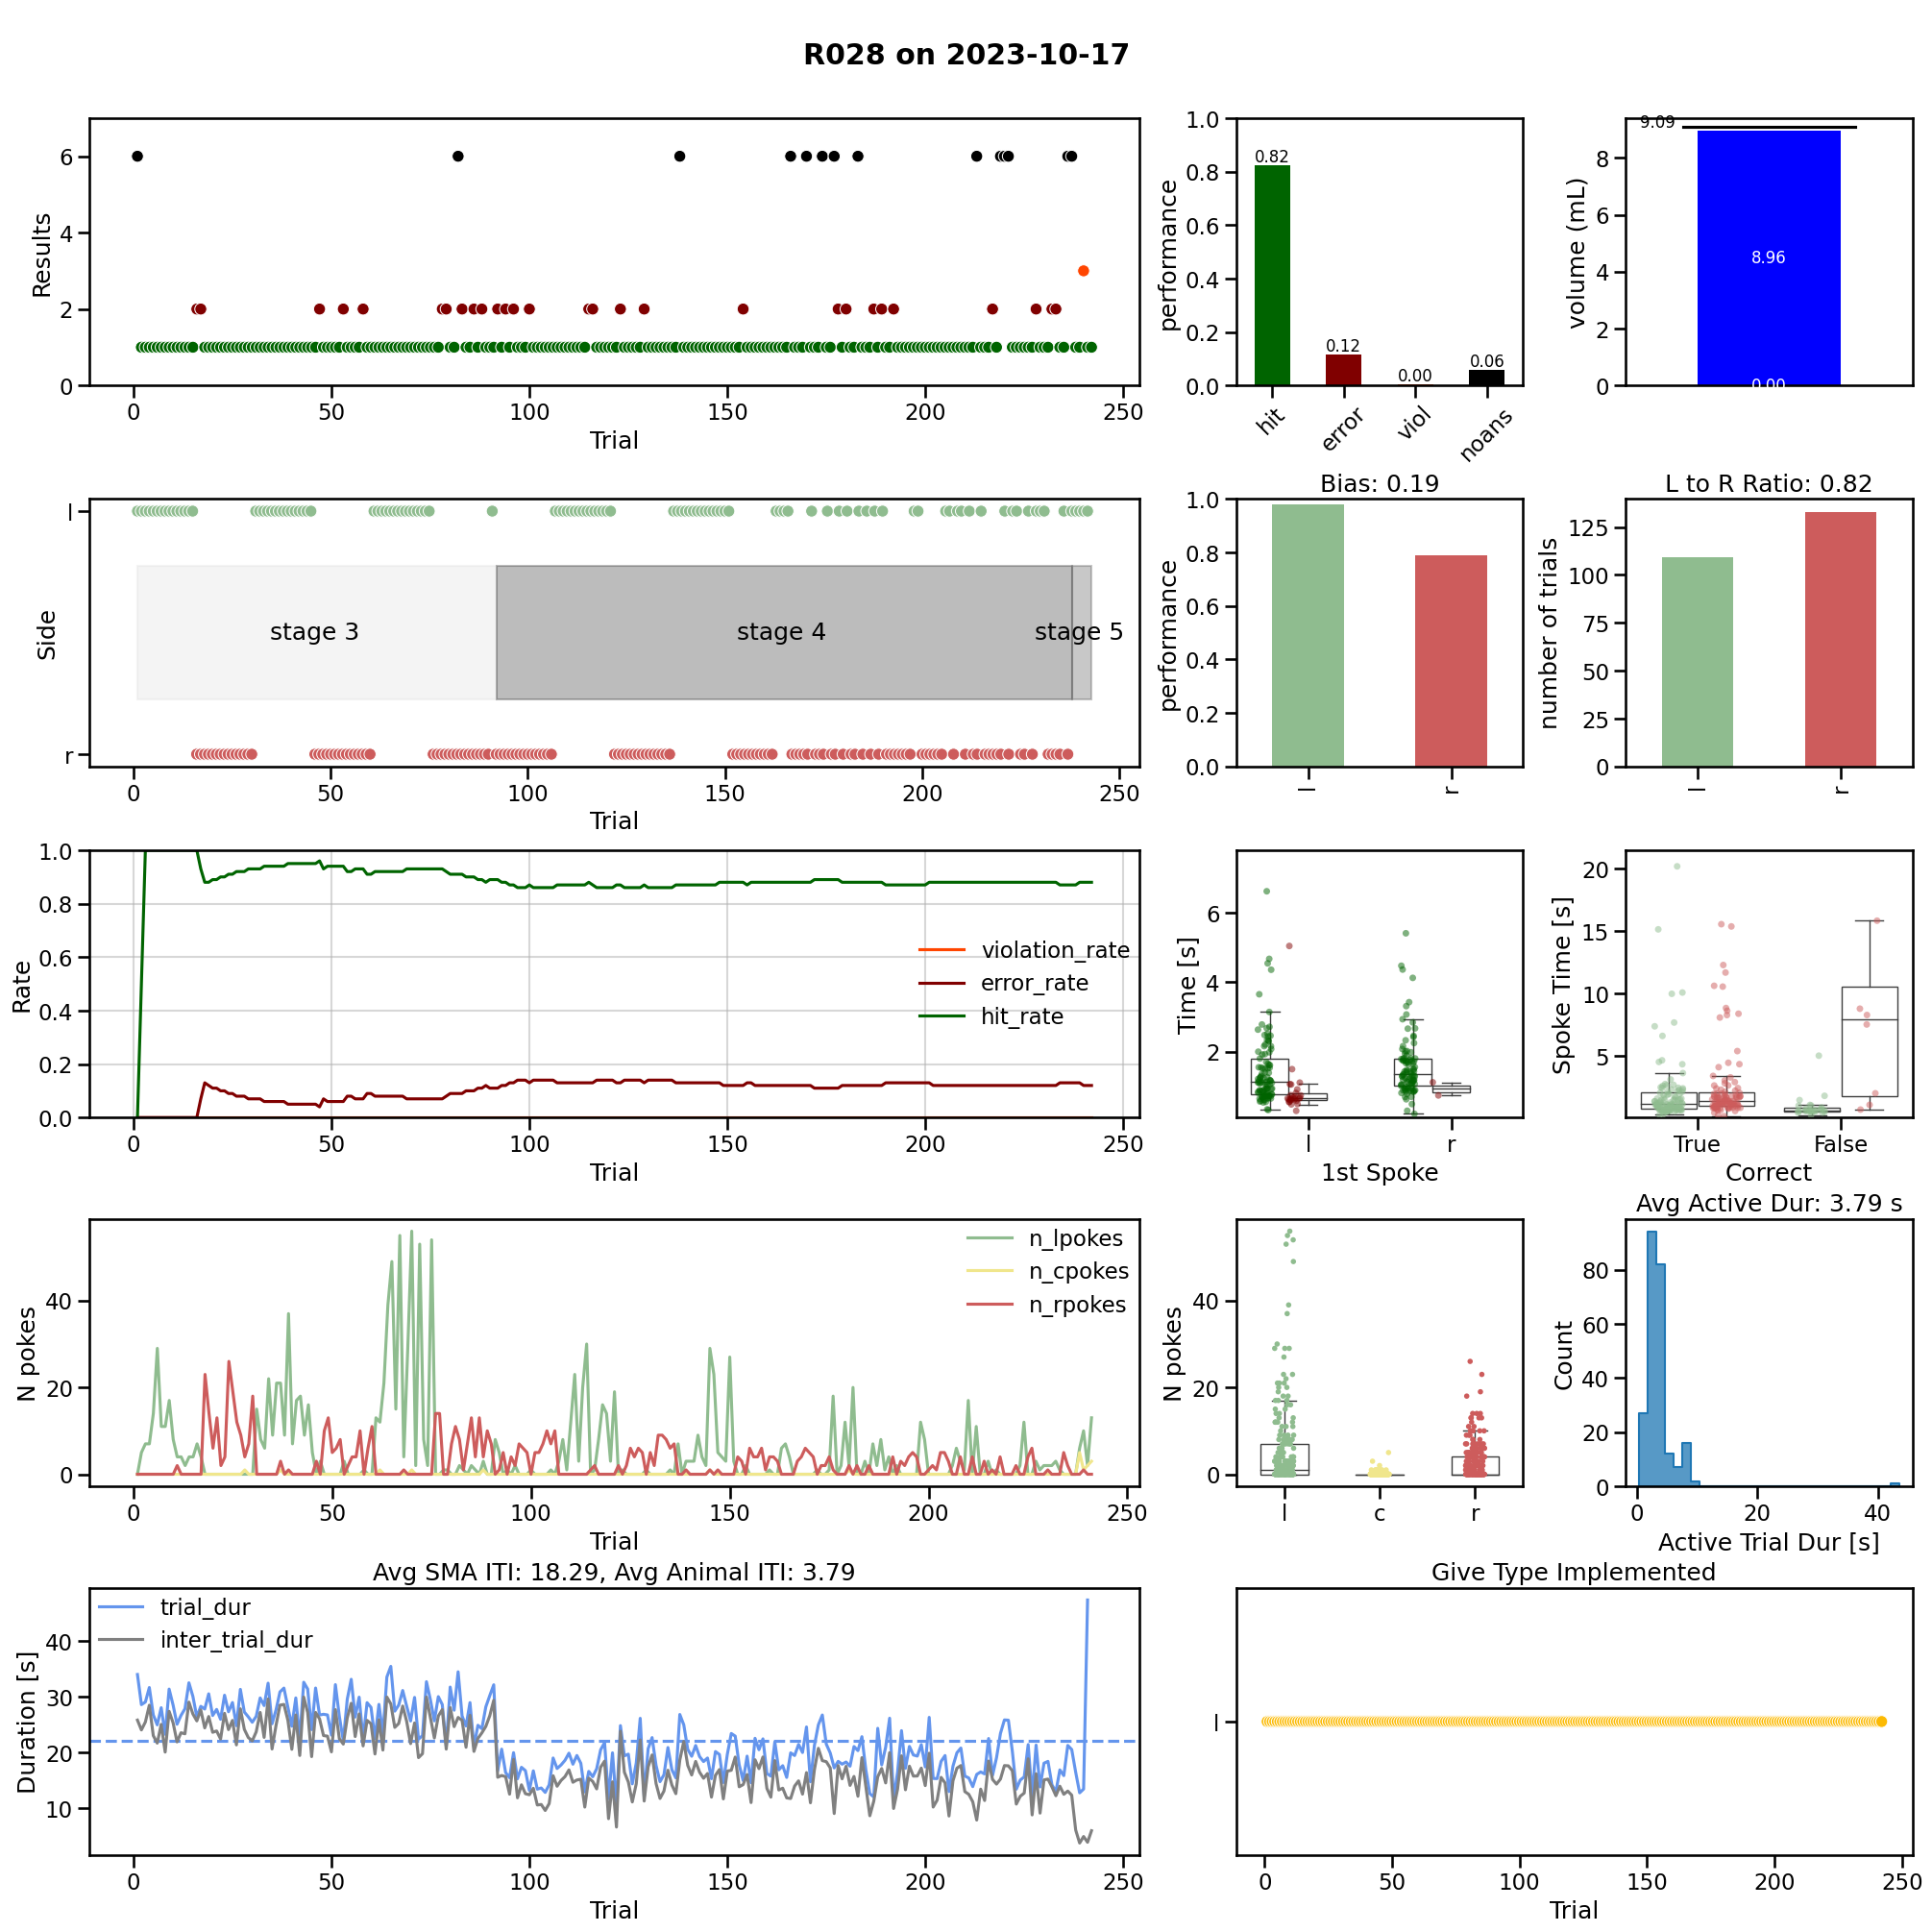 R028 on 2023-10-17
Results
6
4
2
0
0 50 100 150 200 250
Trial
performance
1.0
0.8
0.6
0.4
0.2
0.0
0.82
0.12
0.00
0.06
hit error viol noans
volume (mL)
8
6
4
2
0
9.09
8.96
0.00
Side
l
r
stage 3 stage 4 stage 5
0 50 100 150 200 250
Trial
Bias: 0.19
performance
1.0
0.8
0.6
0.4
0.2
0.0
l r
L to R Ratio: 0.82
number of trials
125
100
75
50
25
0
l r
Rate
1.0
0.8
0.6
0.4
0.2
0.0
violation_rate
error_rate
hit_rate
0 50 100 150 200 250
Trial
Time [s]
6
4
2
l r
1st Spoke
Spoke Time [s]
20
15
10
5
True False
Correct
N pokes
40
20
0
n_lpokes
n_cpokes
n_rpokes
0 50 100 150 200 250
Trial
N pokes
40
20
0
l c r
Avg Active Dur: 3.79 s
Count
80
60
40
20
0
0 20 40
Active Trial Dur [s]
Avg SMA ITI: 18.29, Avg Animal ITI: 3.79
Duration [s]
40
30
20
10
trial_dur
inter_trial_dur
0 50 100 150 200 250
Trial
Give Type Implemented
l
0 50 100 150 200 250
Trial